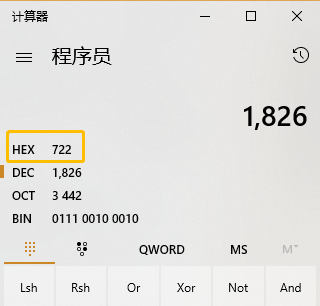 计算器
程序员
1,826
HEX 722
DEC 1,826
OCT 3 442
BIN 0111 0010 0010
QWORD MS M
Lsh Rsh Or Xor Not And